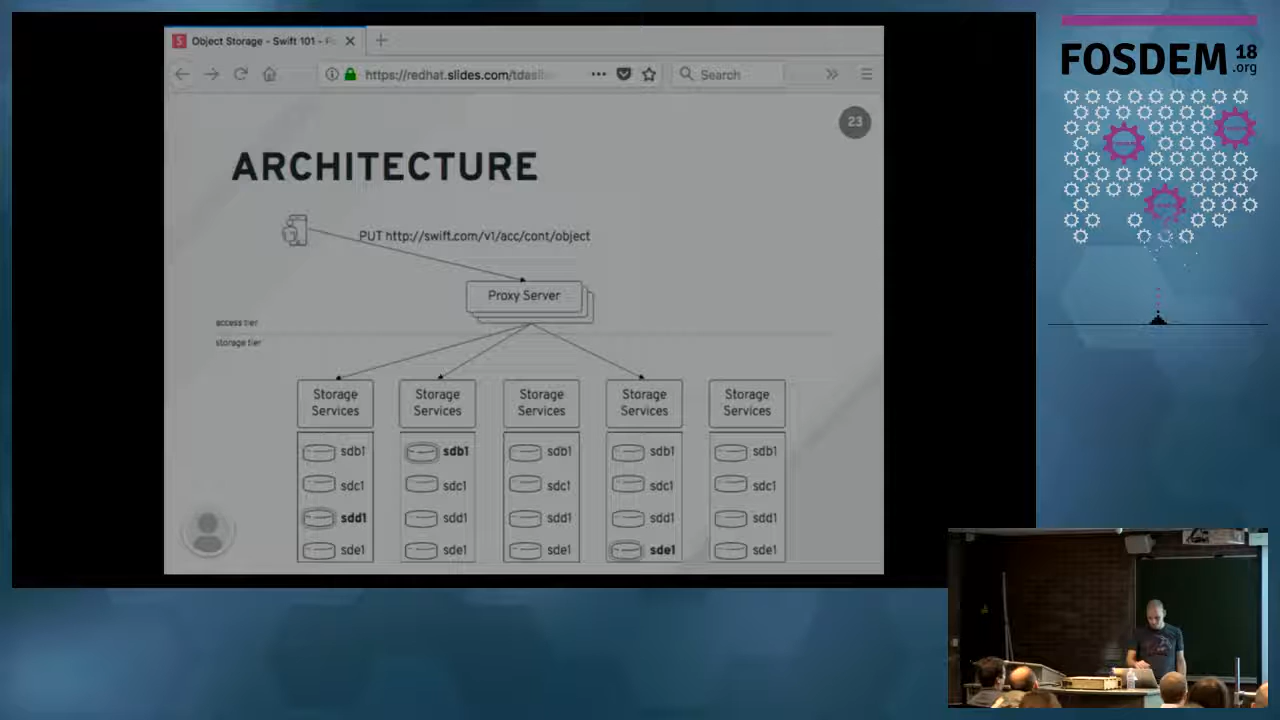 Object Storage - Swift 101 -
https://redhat.slides.com/tdasil
Search
23
ARCHITECTURE
PUT http://swift.com/v1/acc/cont/object
Proxy Server
access tier
storage tier
Storage Services
Storage Services
Storage Services
Storage Services
Storage Services
sdb1 sdb1 sdb1 sdb1 sdb1
sdc1 sdc1 sdc1 sdc1 sdc1
sdd1 sdd1 sdd1 sdd1 sdd1
sde1 sde1 sde1 sde1 sde1
FOSDEM 18
.org